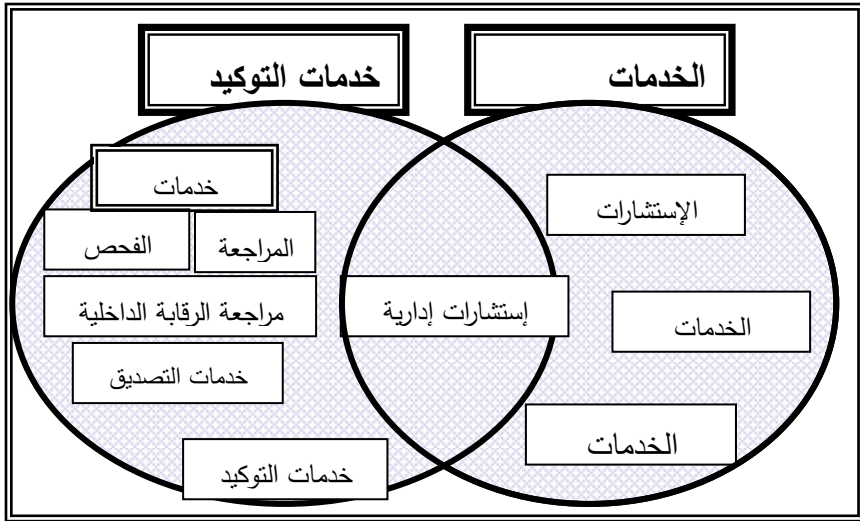 الخدمات
خدمات التوكيد
خدمات
الإستشارات
الفحص
المراجعة
مراجعة الرقابة الداخلية
إستشارات إدارية
الخدمات
خدمات التصديق
الخدمات
خدمات التوكيد